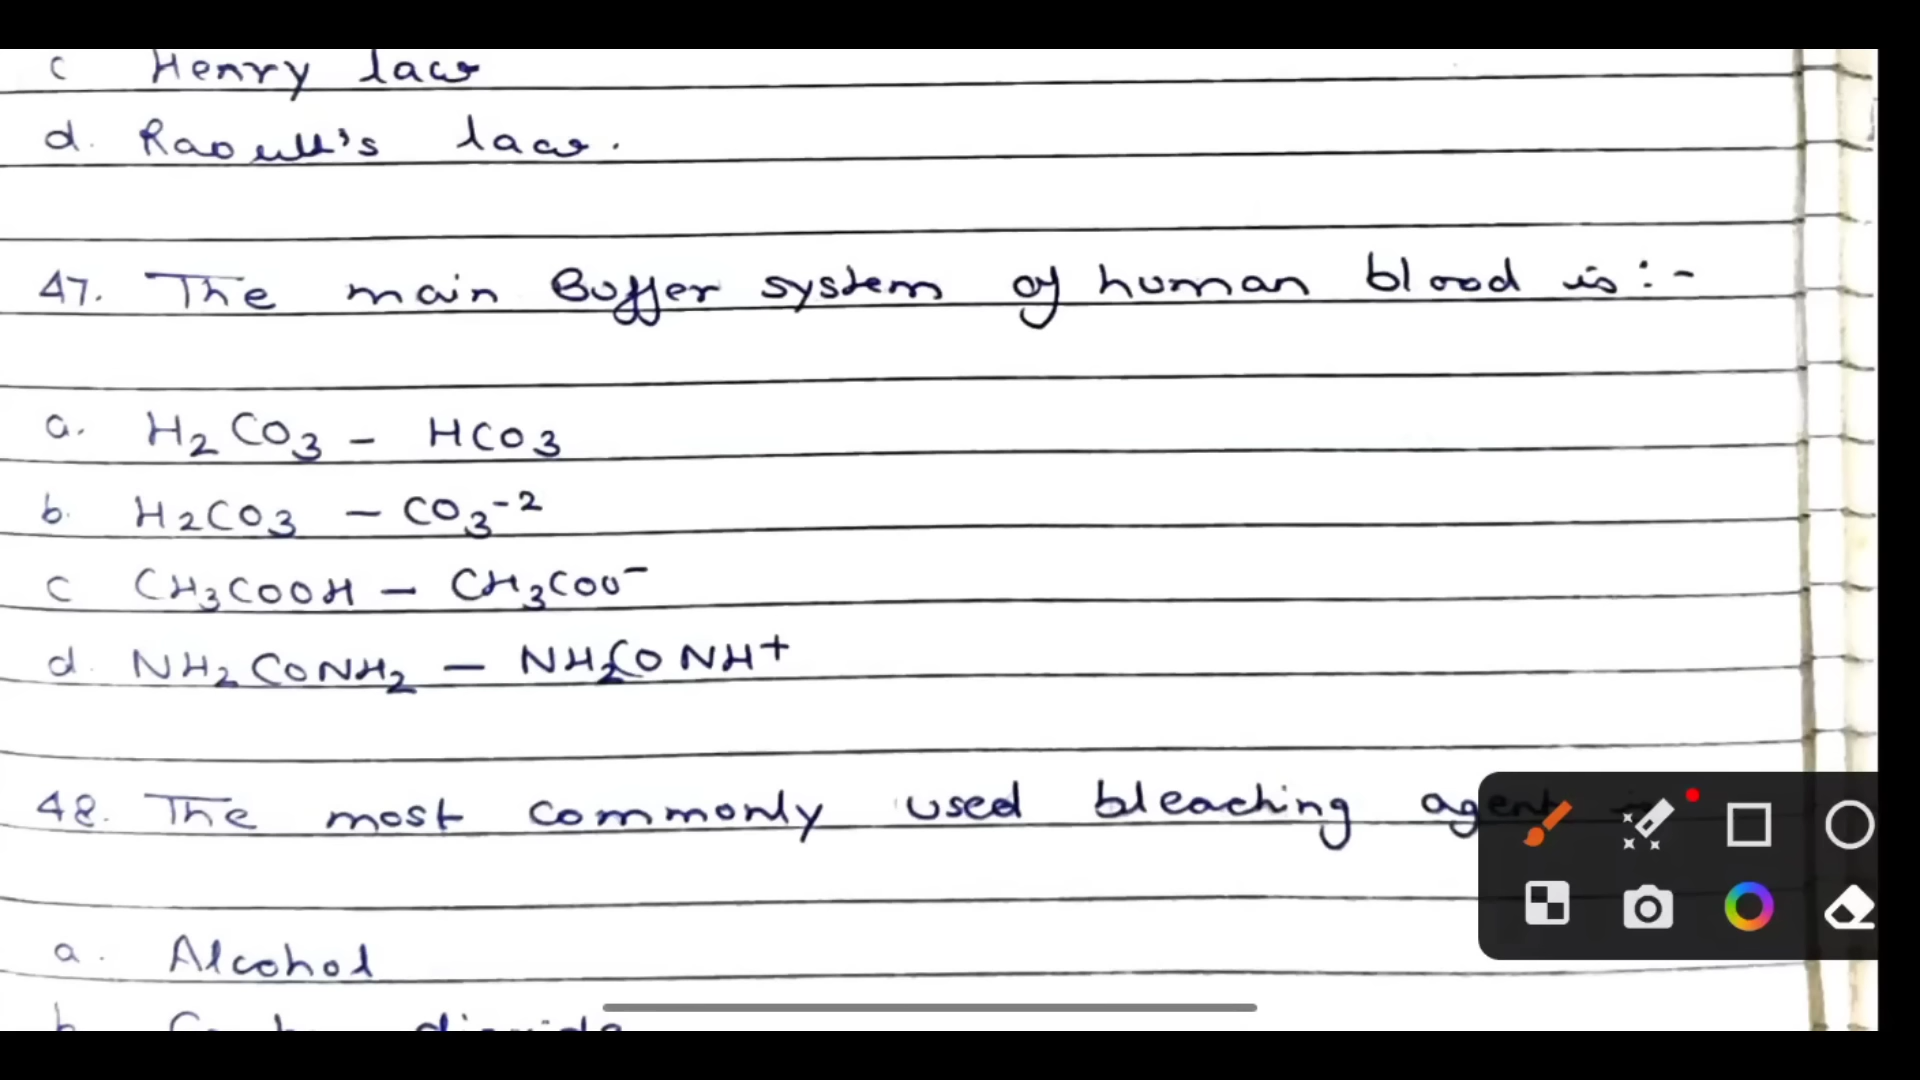 c Henry law
d. Raoult's law.
47. The main Buffer system of human blood is :-
a. H2CO3 - HCO3
b. H2CO3 - CO3-2
c CH3COOH - CH3COO-
d. NH2CONH2 - NH2CONH+
48. The most commonly used bleaching agent
a. Alcohol
b